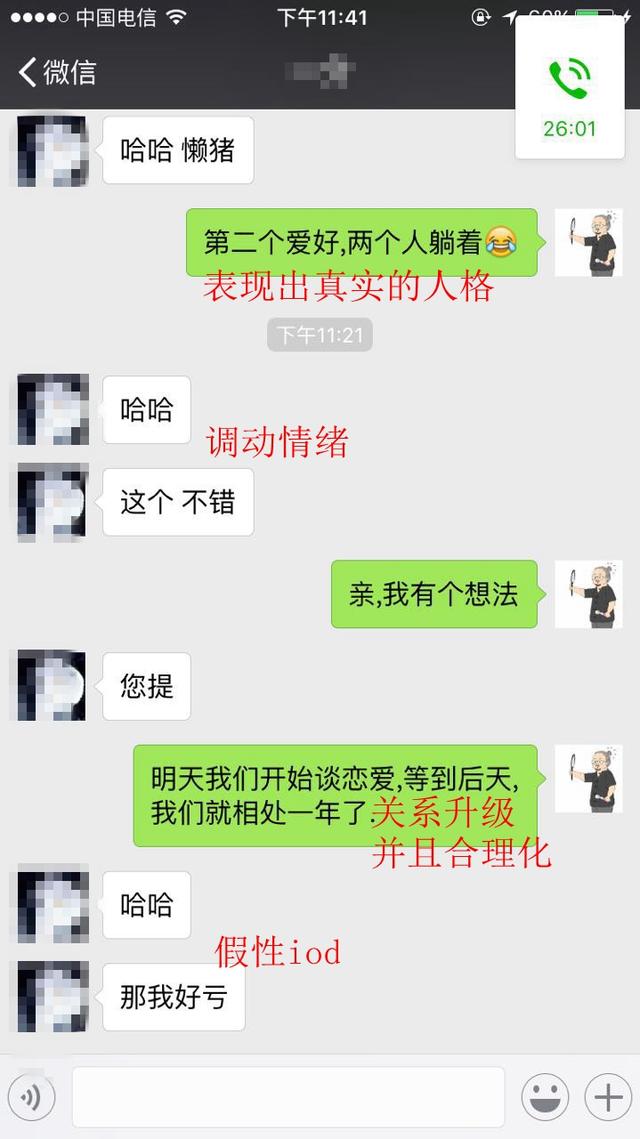 中国电信 下午11:41
微信
26:01
哈哈 懒猪
第二个爱好,两个人躺着😂
表现出真实的人格
下午11:21
哈哈
调动情绪
这个 不错
亲,我有个想法
您提
明天我们开始谈恋爱,等到后天,
我们就相处一年了.
关系升级
并且合理化
哈哈
假性iod
那我好亏